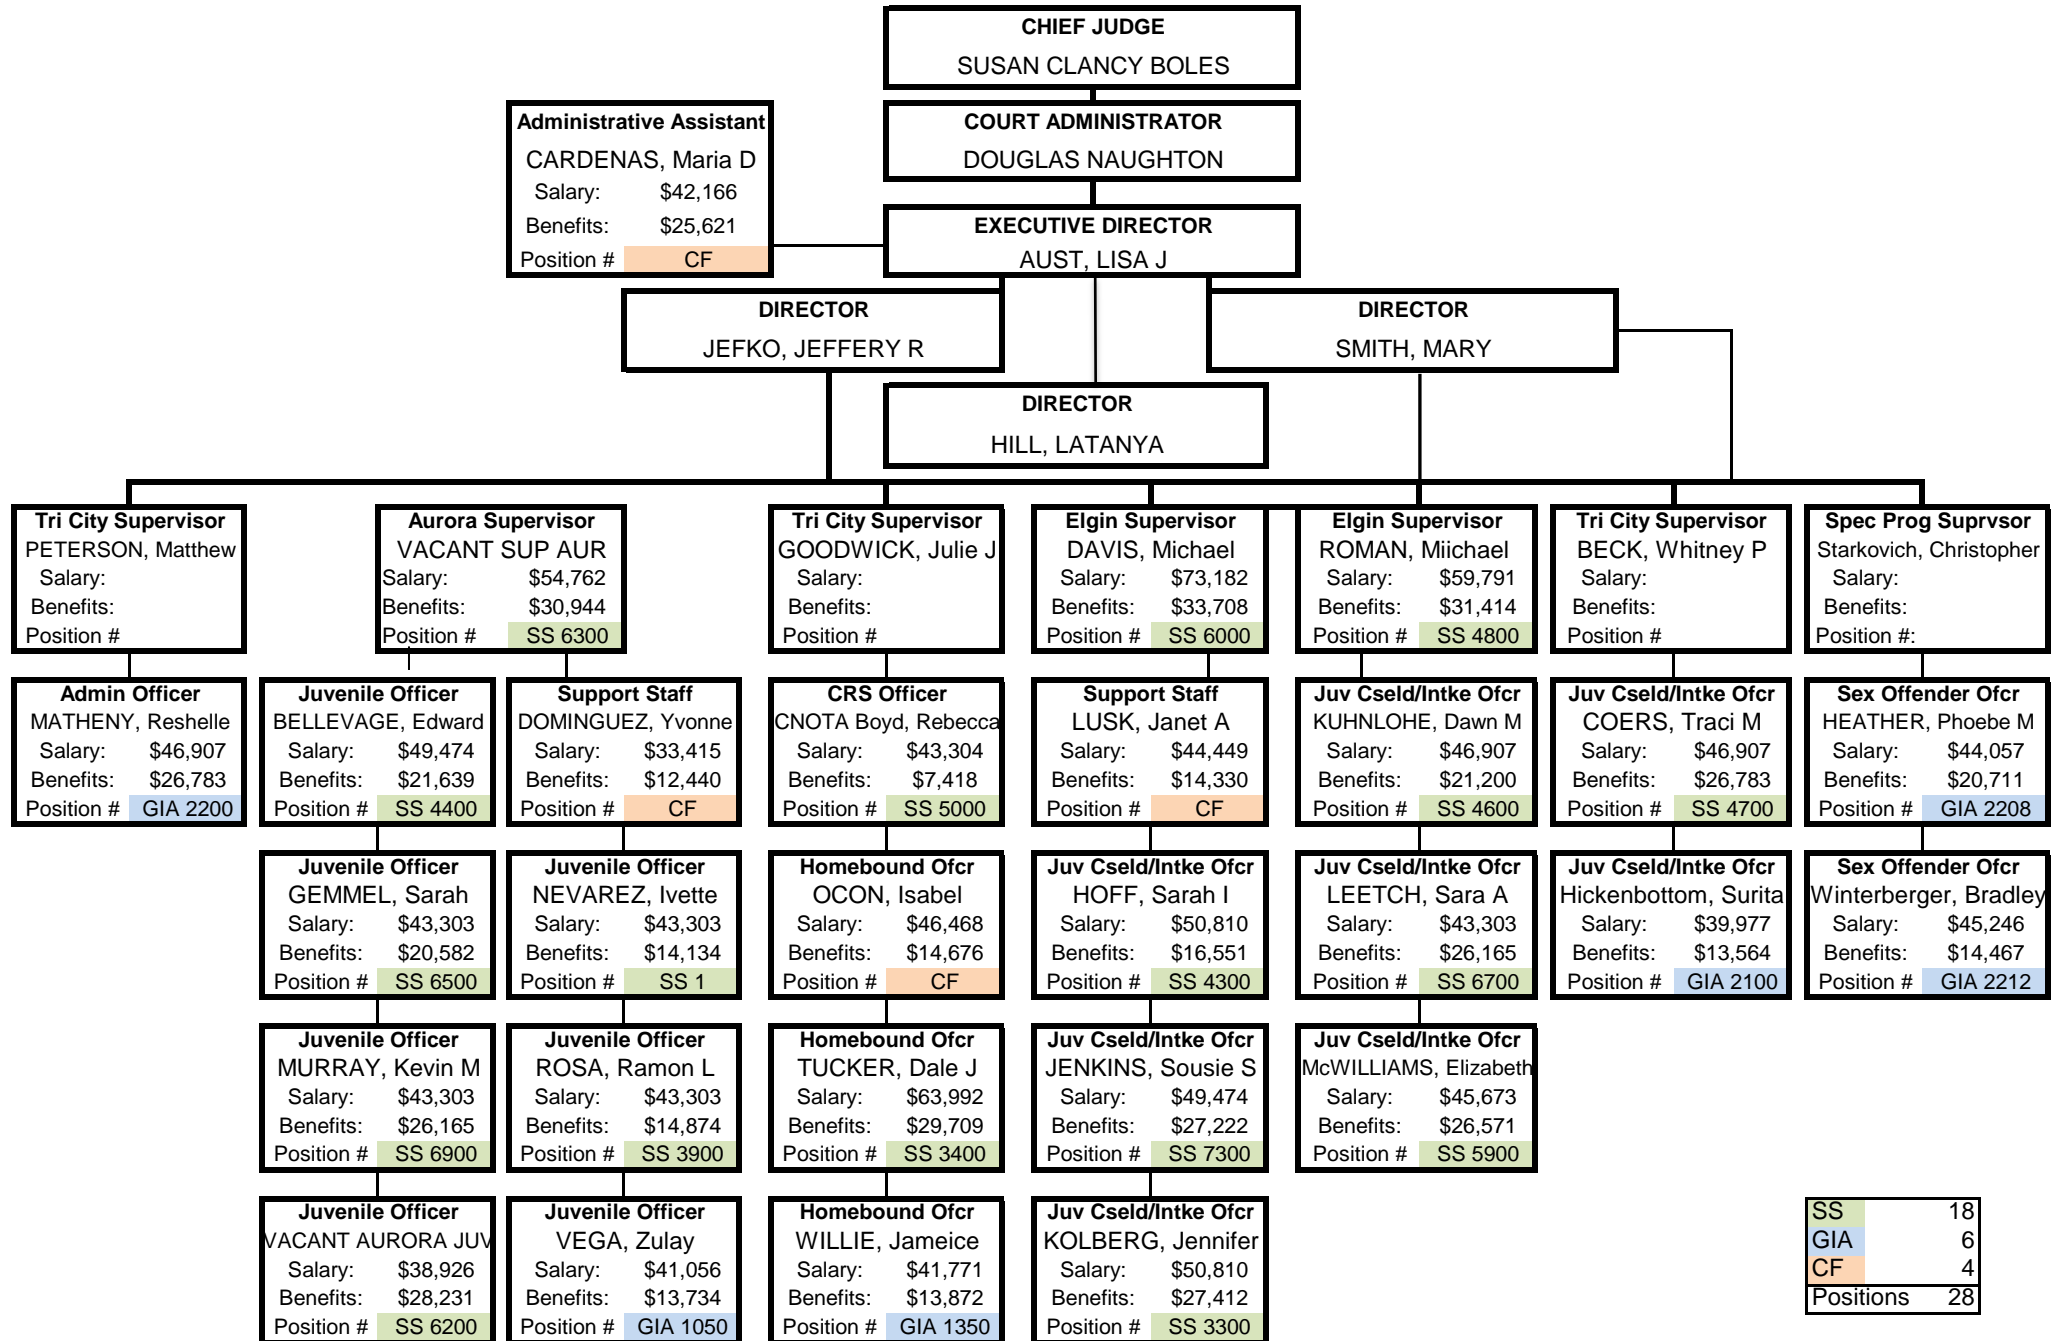 CHIEF JUDGE
SUSAN CLANCY BOLES
Administrative Assistant
CARDENAS, Maria D
Salary: $42,166
Benefits: $25,621
Position # CF
COURT ADMINISTRATOR
DOUGLAS NAUGHTON
EXECUTIVE DIRECTOR
AUST, LISA J
DIRECTOR
JEFKO, JEFFERY R
DIRECTOR
SMITH, MARY
DIRECTOR
HILL, LATANYA
Tri City Supervisor
PETERSON, Matthew
Salary:
Benefits:
Position #
Aurora Supervisor
VACANT SUP AUR
Salary: $54,762
Benefits: $30,944
Position # SS 6300
Tri City Supervisor
GOODWICK, Julie J
Salary:
Benefits:
Position #
Elgin Supervisor
DAVIS, Michael
Salary: $73,182
Benefits: $33,708
Position # SS 6000
Elgin Supervisor
ROMAN, Miichael
Salary: $59,791
Benefits: $31,414
Position # SS 4800
Tri City Supervisor
BECK, Whitney P
Salary:
Benefits:
Position #
Spec Prog Suprvsor
Starkovich, Christopher
Salary:
Benefits:
Position #:
Admin Officer
MATHENY, Reshelle
Salary: $46,907
Benefits: $26,783
Position # GIA 2200
Juvenile Officer
BELLEVAGE, Edward
Salary: $49,474
Benefits: $21,639
Position # SS 4400
Support Staff
DOMINGUEZ, Yvonne
Salary: $33,415
Benefits: $12,440
Position # CF
CRS Officer
CNOTA Boyd, Rebecca
Salary: $43,304
Benefits: $7,418
Position # SS 5000
Support Staff
LUSK, Janet A
Salary: $44,449
Benefits: $14,330
Position # CF
Juv Cseld/Intke Ofcr
KUHNLOHE, Dawn M
Salary: $46,907
Benefits: $21,200
Position # SS 4600
Juv Cseld/Intke Ofcr
COERS, Traci M
Salary: $46,907
Benefits: $26,783
Position # SS 4700
Sex Offender Ofcr
HEATHER, Phoebe M
Salary: $44,057
Benefits: $20,711
Position # GIA 2208
Juvenile Officer
GEMMEL, Sarah
Salary: $43,303
Benefits: $20,582
Position # SS 6500
Juvenile Officer
NEVAREZ, Ivette
Salary: $43,303
Benefits: $14,134
Position # SS 1
Homebound Ofcr
OCON, Isabel
Salary: $46,468
Benefits: $14,676
Position # CF
Juv Cseld/Intke Ofcr
HOFF, Sarah I
Salary: $50,810
Benefits: $16,551
Position # SS 4300
Juv Cseld/Intke Ofcr
LEETCH, Sara A
Salary: $43,303
Benefits: $26,165
Position # SS 6700
Juv Cseld/Intke Ofcr
Hickenbottom, Surita
Salary: $39,977
Benefits: $13,564
Position # GIA 2100
Sex Offender Ofcr
Winterberger, Bradley
Salary: $45,246
Benefits: $14,467
Position # GIA 2212
Juvenile Officer
MURRAY, Kevin M
Salary: $43,303
Benefits: $26,165
Position # SS 6900
Juvenile Officer
ROSA, Ramon L
Salary: $43,303
Benefits: $14,874
Position # SS 3900
Homebound Ofcr
TUCKER, Dale J
Salary: $63,992
Benefits: $29,709
Position # SS 3400
Juv Cseld/Intke Ofcr
JENKINS, Sousie S
Salary: $49,474
Benefits: $27,222
Position # SS 7300
Juv Cseld/Intke Ofcr
McWILLIAMS, Elizabeth
Salary: $45,673
Benefits: $26,571
Position # SS 5900
Juvenile Officer
VACANT AURORA JUV
Salary: $38,926
Benefits: $28,231
Position # SS 6200
Juvenile Officer
VEGA, Zulay
Salary: $41,056
Benefits: $13,734
Position # GIA 1050
Homebound Ofcr
WILLIE, Jameice
Salary: $41,771
Benefits: $13,872
Position # GIA 1350
Juv Cseld/Intke Ofcr
KOLBERG, Jennifer
Salary: $50,810
Benefits: $27,412
Position # SS 3300
SS 18
GIA 6
CF 4
Positions 28